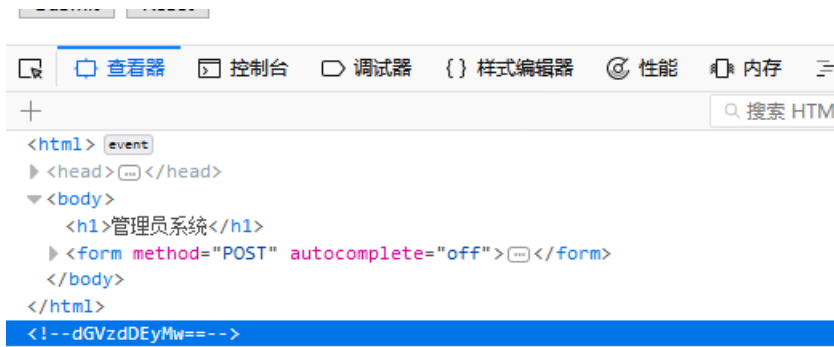 Submit Reset
查看器 控制台 调试器 {} 样式编辑器 性能 内存
+ 搜索 HTM
<html> event
<head>…</head>
<body>
<h1>管理员系统</h1>
<form method="POST" autocomplete="off">…</form>
</body>
</html>
<!--dGVzdDEyMw==-->